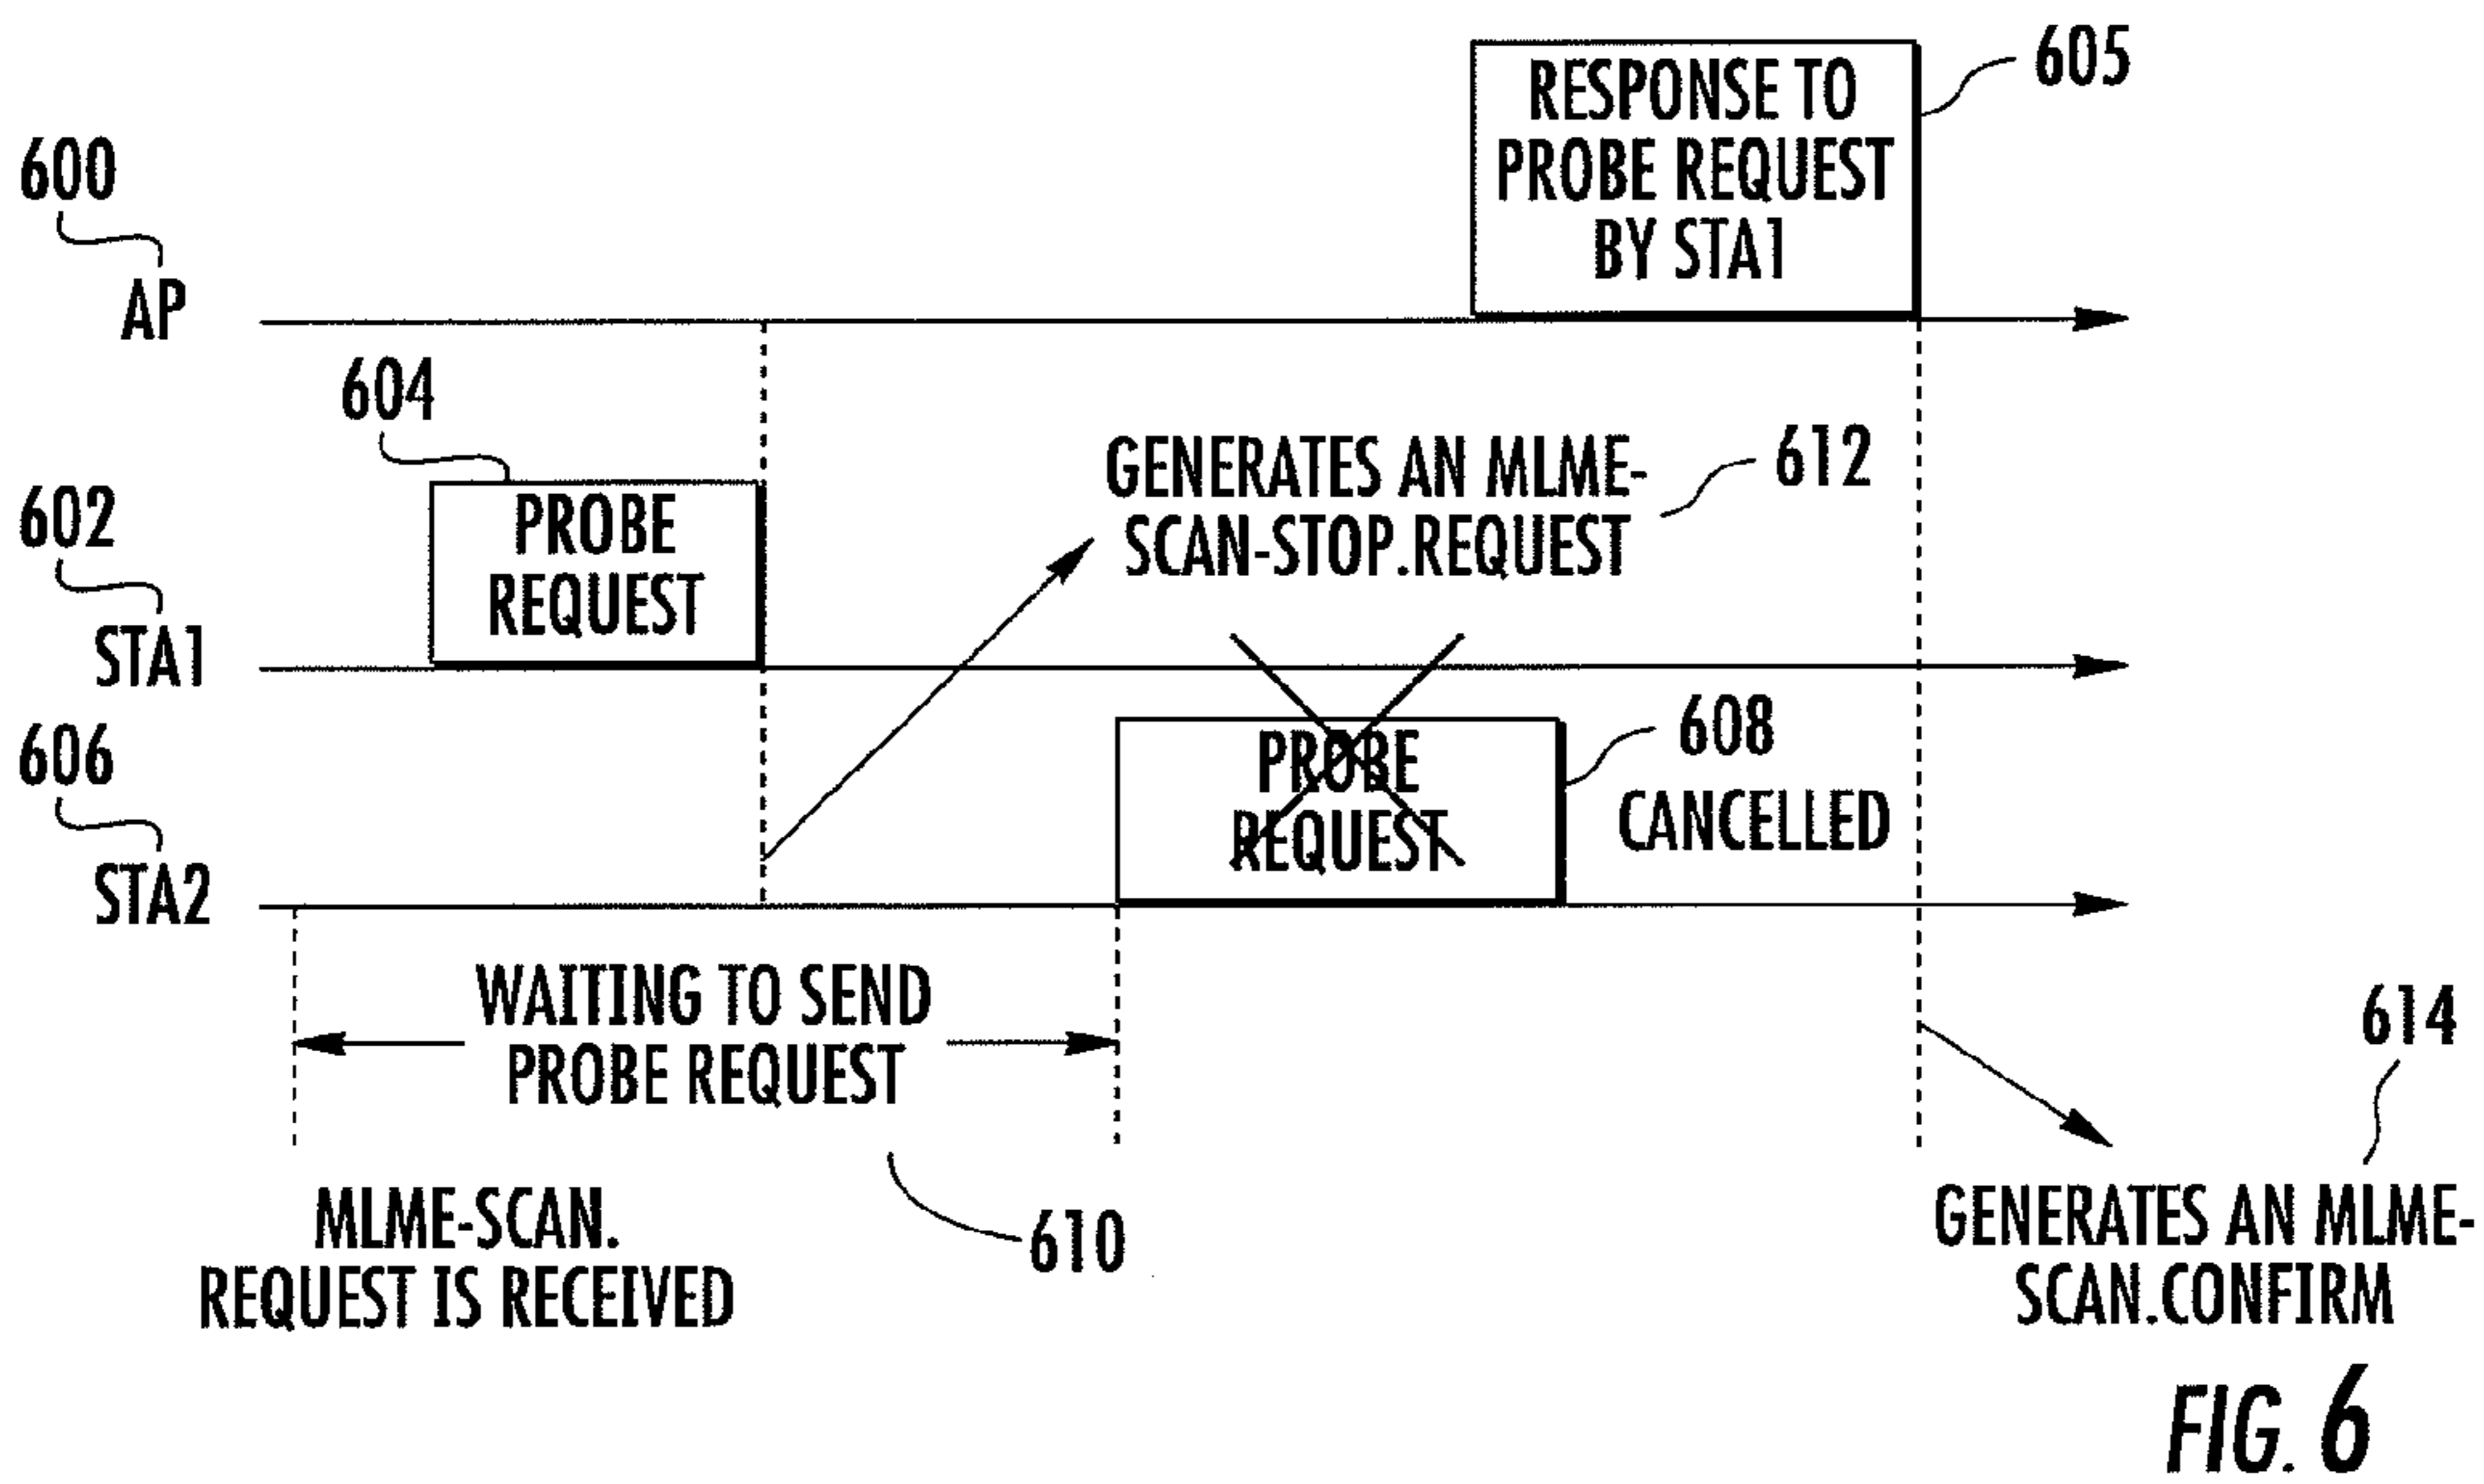 605
RESPONSE TO
PROBE REQUEST
BY STA1
600
AP
604
GENERATES AN MLME-
SCAN-STOP.REQUEST
612
602
PROBE
REQUEST
STA1
606
PROBE
REQUEST
608
CANCELLED
STA2
WAITING TO SEND
PROBE REQUEST
614
MLME-SCAN.
REQUEST IS RECEIVED
610
GENERATES AN MLME-
SCAN.CONFIRM
FIG. 6